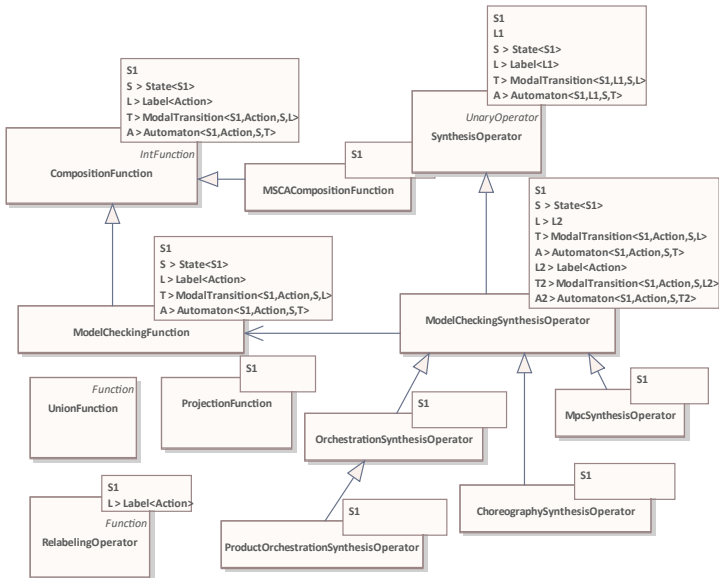 S1
L1
S > State<S1>
L > Label<L1>
T > ModalTransition<S1,L1,S,L>
A > Automaton<S1,L1,S,T>
UnaryOperator
SynthesisOperator
S1
S > State<S1>
L > Label<Action>
T > ModalTransition<S1,Action,S,L>
A > Automaton<S1,Action,S,T>
IntFunction
CompositionFunction
S1
MSCACompositionFunction
S1
S > State<S1>
L > L2
T > ModalTransition<S1,Action,S,L>
A > Automaton<S1,Action,S,T>
L2 > Label<Action>
T2 > ModalTransition<S1,Action,S,L2>
A2 > Automaton<S1,Action,S,T2>
ModelCheckingSynthesisOperator
S1
S > State<S1>
L > Label<Action>
T > ModalTransition<S1,Action,S,L>
A > Automaton<S1,Action,S,T>
ModelCheckingFunction
Function
UnionFunction
S1
ProjectionFunction
S1
OrchestrationSynthesisOperator
S1
MpcSynthesisOperator
S1
L > Label<Action>
Function
RelabelingOperator
S1
ProductOrchestrationSynthesisOperator
S1
ChoreographySynthesisOperator